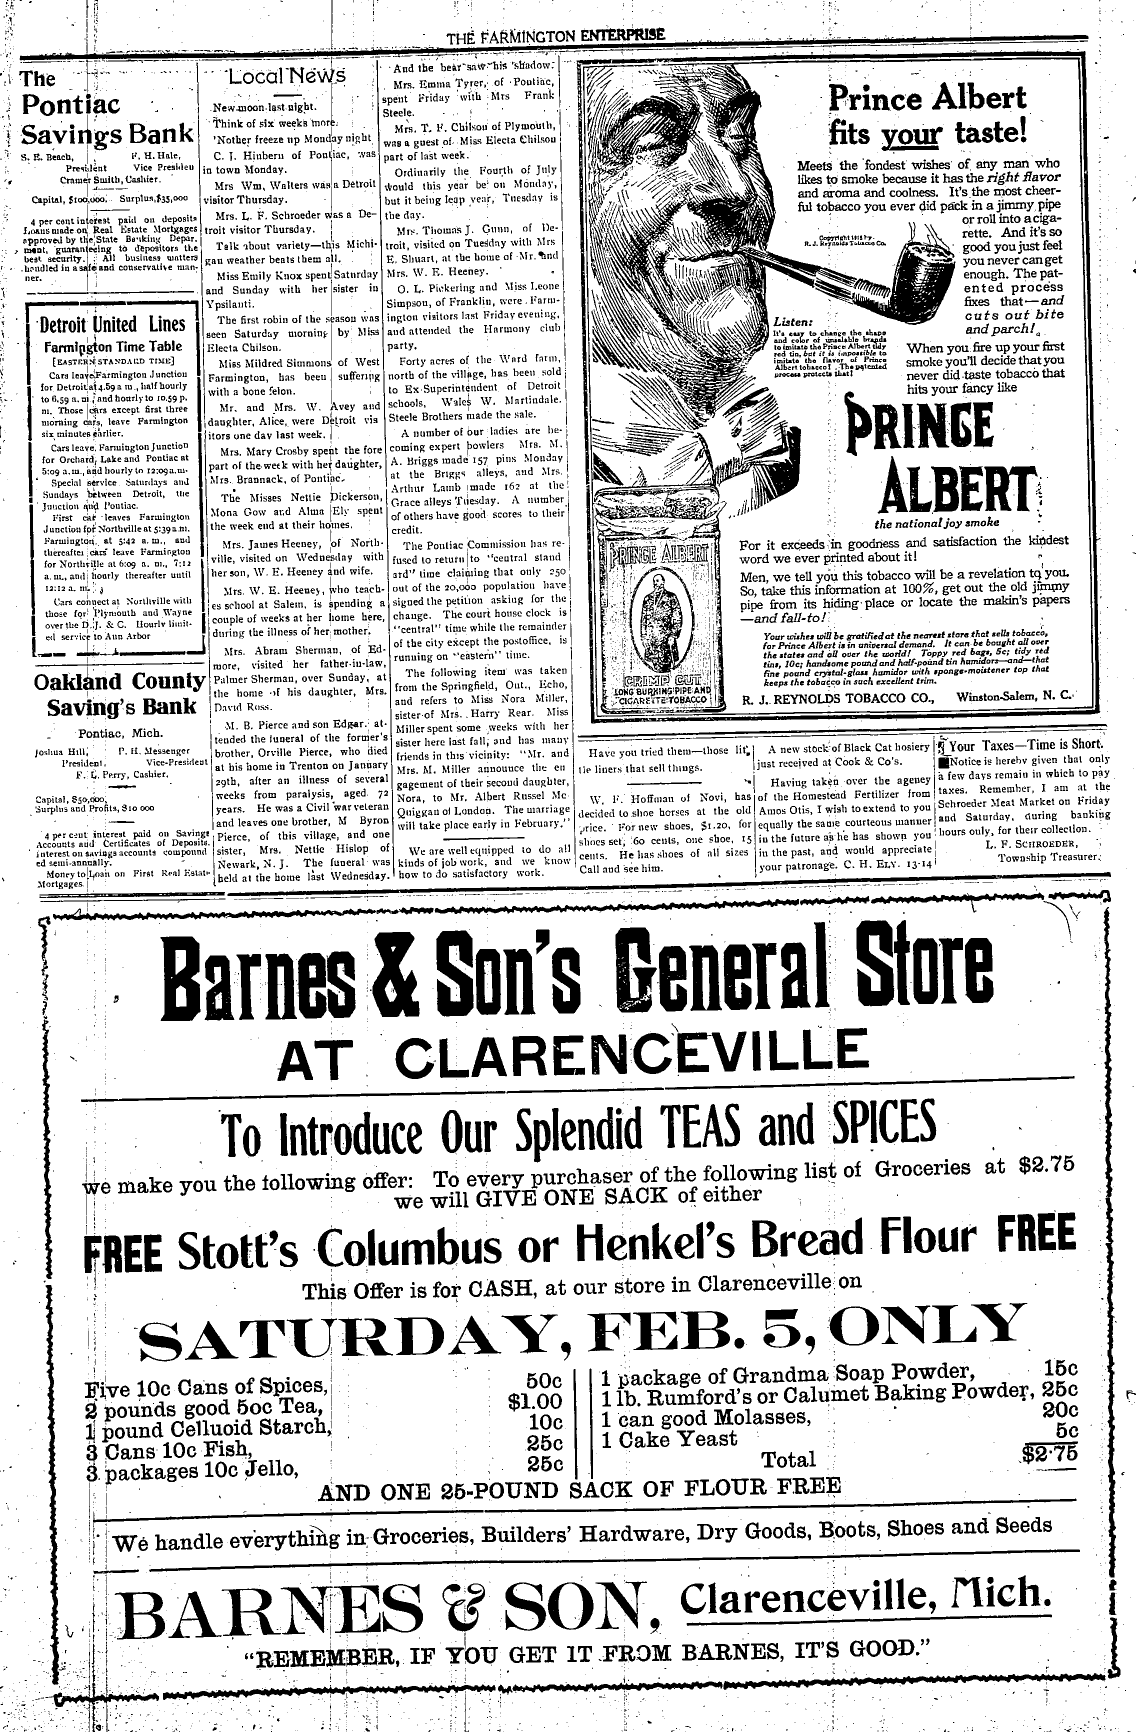 THE FARMINGTON ENTERPRISE
The
Pontiac
Savings Bank
S. E. Beach,
F. H. Hale,
President
Vice Presiden
Cramer Smith, Cashier.
Capital, $100,000. Surplus, $35,000
4 per cent interest paid on deposits
Loans made on Real Estate Mortgages
approved by the State Banking Depar,
ment, guaranteeing to depositors the
best security. All business matters
handled in a safe and conservative man-
ner.
Detroit United Lines
Farmington Time Table
[EASTERN STANDARD TIME]
Cars leave Farmington Junction
for Detroit at 4.59 a m, half hourly
to 6,59 a. m., and hourly to 10,59 p.
m. Those cars except first three
morning cars, leave Farmington
six minutes earlier.
Cars leave, Farmington Junction
for Orchard, Lake and Pontiac at
5:09 a. m., and hourly to 12:09 a. m.
Special service Saturdays and
Sundays between Detroit, the
Junction and Pontiac.
First car leaves Farmington
Junction for Northville at 5:39 a. m.
Farmington, at 5:42 a. m., and
thereafter cars leave Farmington
for Northville at 6:09 a. m., 7:12
a. m., and hourly thereafter until
12:12 a. m.
Cars connect at Northville with
those for Plymouth and Wayne
over the D. J. & C. Hourly limit-
ed service to Ann Arbor
Oakland County
Saving's Bank
Pontiac, Mich.
Joshua Hill,
P. H. Messenger
President,
Vice-President
F. L. Perry, Cashier.
Capital, $50,000,
Surplus and Profits, $10 000
4 per cent interest paid on Savings
Accounts and Certificates of Deposits.
interest on savings accounts compound
ed semi-annually.
Money to Loan on First Real Estate
Mortgages
Local News
New moon last night.
Think of six weeks more.
'Nother freeze up Monday night
C. J. Hinbern of Pontiac, was
in town Monday.
Mrs Wm, Walters was a Detroit
visitor Thursday.
Mrs. L. F. Schroeder was a De-
troit visitor Thursday.
Talk about variety—this Michi-
gan weather beats them all.
Miss Emily Knox spent Saturday
and Sunday with her sister in
Ypsilanti.
The first robin of the season was
seen Saturday morning by Miss
Electa Chilson.
Miss Mildred Simmons of West
Farmington, has been suffering
with a bone felon.
Mr. and Mrs. W. Avey and
daughter, Alice, were Detroit vis
itors one day last week.
Mrs. Mary Crosby spent the fore
part of the week with her daughter,
Mrs. Brannack, of Pontiac.
The Misses Nettie Dickerson,
Mona Gow and Alma Ely spent
the week end at their homes.
Mrs. James Heeney, of North-
ville, visited on Wednesday with
her son, W. E. Heeney and wife.
Mrs. W. E. Heeney, who teach-
es school at Salem, is spending a
couple of weeks at her home here,
during the illness of her mother.
Mrs. Abram Sherman, of Ed-
more, visited her father-in-law,
Palmer Sherman, over Sunday, at
the home of his daughter, Mrs.
David Ross.
M. B. Pierce and son Edgar. at-
tended the funeral of the former's
brother, Orville Pierce, who died
at his home in Trenton on January
29th, after an illness of several
weeks from paralysis, aged 72
years. He was a Civil war veteran
and leaves one brother, M Byron
Pierce, of this village, and one
sister, Mrs. Nettie Hislop of
Newark, N. J. The funeral was
held at the home last Wednesday.
And the bear saw his shadow.
Mrs. Emma Tyrer, of Pontiac,
spent Friday with Mrs Frank
Steele.
Mrs. T. F. Chilson of Plymouth,
was a guest of Miss Electa Chilson
part of last week.
Ordinarily the Fourth of July
would this year be on Monday,
but it being leap year, Tuesday is
the day.
Mrs. Thomas J. Gunn, of De-
troit, visited on Tuesday with Mrs
E. Shuart, at the home of Mr. and
Mrs. W. E. Heeney.
O. L. Pickering and Miss Leone
Simpson, of Franklin, were Farm-
ington visitors last Friday evening,
and attended the Harmony club
party.
Forty acres of the Ward farm,
north of the village, has been sold
to Ex-Superintendent of Detroit
schools, Wales W. Martindale.
Steele Brothers made the sale.
A number of our ladies are be-
coming expert bowlers Mrs. M.
A. Briggs made 157 pins Monday
at the Briggs alleys, and Mrs.
Arthur Lamb made 162 at the
Grace alleys Tuesday. A number
of others have good scores to their
credit.
The Pontiac Commission has re-
fused to return to "central stand
ard" time claiming that only 250
out of the 20,000 population have
signed the petition asking for the
change. The court house clock is
"central" time while the remainder
of the city except the postoffice, is
running on "eastern" time.
The following item was taken
from the Springfield, Out., Echo,
and refers to Miss Nora Miller,
sister of Mrs. Harry Rear. Miss
Miller spent some weeks with her
sister here last fall, and has many
friends in this vicinity: "Mr. and
Mrs. M. Miller announce the en
gagement of their second daughter,
Nora, to Mr. Albert Russel Mc
Quiggan of London. The marriage
will take place early in February."
We are well equipped to do all
kinds of job work, and we know
how to do satisfactory work.
Prince Albert
fits your taste!
Meets the fondest wishes of any man who
likes to smoke because it has the right flavor
and aroma and coolness. It's the most cheer-
ful tobacco you ever did pack in a jimmy pipe
or roll into a ciga-
rette. And it's so
good you just feel
you never can get
enough. The pat-
ented process
fixes that—and
cuts out bite
and parch!
Copyright 1915 by
R. J. Reynolds Tobacco Co.
Listen:
It's easy to change the shape
and color of unsalable brands
to imitate the Prince Albert tidy
red tin, but it is impossible to
imitate the flavor of Prince
Albert tobacco! The patented
process protects that!
When you fire up your first
smoke you'll decide that you
never did taste tobacco that
hits your fancy like
PRINCE
ALBERT
the national joy smoke
For it exceeds in goodness and satisfaction the kindest
word we ever printed about it!
Men, we tell you this tobacco will be a revelation to you.
So, take this information at 100%, get out the old jimmy
pipe from its hiding place or locate the makin's papers
—and fall-to!
Your wishes will be gratified at the nearest store that sells tobacco,
for Prince Albert is in universal demand. It can be bought all over
the states and all over the world! Toppy red bags, 5c; tidy red
tins, 10c; handsome pound and half-pound tin humidors—and—that
fine pound crystal-glass humidor with sponge-moistener top that
keeps the tobacco in such excellent trim.
R. J. REYNOLDS TOBACCO CO., Winston-Salem, N. C.
PRINCE ALBERT
CRIMP CUT
LONG BURNING PIPE AND
CIGARETTE TOBACCO
Have you tried them—those lit
tle liners that sell things.
W. F. Hoffman of Novi, has
decided to shoe horses at the old
price. For new shoes, $1.20, for
shoes set, 60 cents, one shoe, 15
cents. He has shoes of all sizes
Call and see him.
A new stock of Black Cat hosiery
just received at Cook & Co's.
Having taken over the agency
of the Homestead Fertilizer from
Amos Otis, I wish to extend to you
equally the same courteous manner
in the future as he has shown you
in the past, and would appreciate
your patronage. C. H. ELY. 13-14
Your Taxes—Time is Short.
Notice is hereby given that only
a few days remain in which to pay
taxes. Remember, I am at the
Schroeder Meat Market on Friday
and Saturday, during banking
hours only, for their collection.
L. F. SCHROEDER,
Township Treasurer.
Barnes & Son's General Store
AT CLARENCEVILLE
To Introduce Our Splendid TEAS and SPICES
we make you the following offer: To every purchaser of the following list of Groceries at $2.75
we will GIVE ONE SACK of either
FREE Stott's Columbus or Henkel's Bread Flour FREE
This Offer is for CASH, at our store in Clarenceville on
SATURDAY, FEB. 5, ONLY
Five 10c Cans of Spices, 50c
2 pounds good 50c Tea, $1.00
1 pound Celluoid Starch, 10c
3 Cans 10c Fish, 25c
3 packages 10c Jello, 25c
1 package of Grandma Soap Powder, 15c
1 lb. Rumford's or Calumet Baking Powder, 25c
1 can good Molasses, 20c
1 Cake Yeast 5c
Total $2.75
AND ONE 25-POUND SACK OF FLOUR FREE
We handle everything in Groceries, Builders' Hardware, Dry Goods, Boots, Shoes and Seeds
BARNES & SON, Clarenceville, Mich.
"REMEMBER, IF YOU GET IT FROM BARNES, IT'S GOOD."